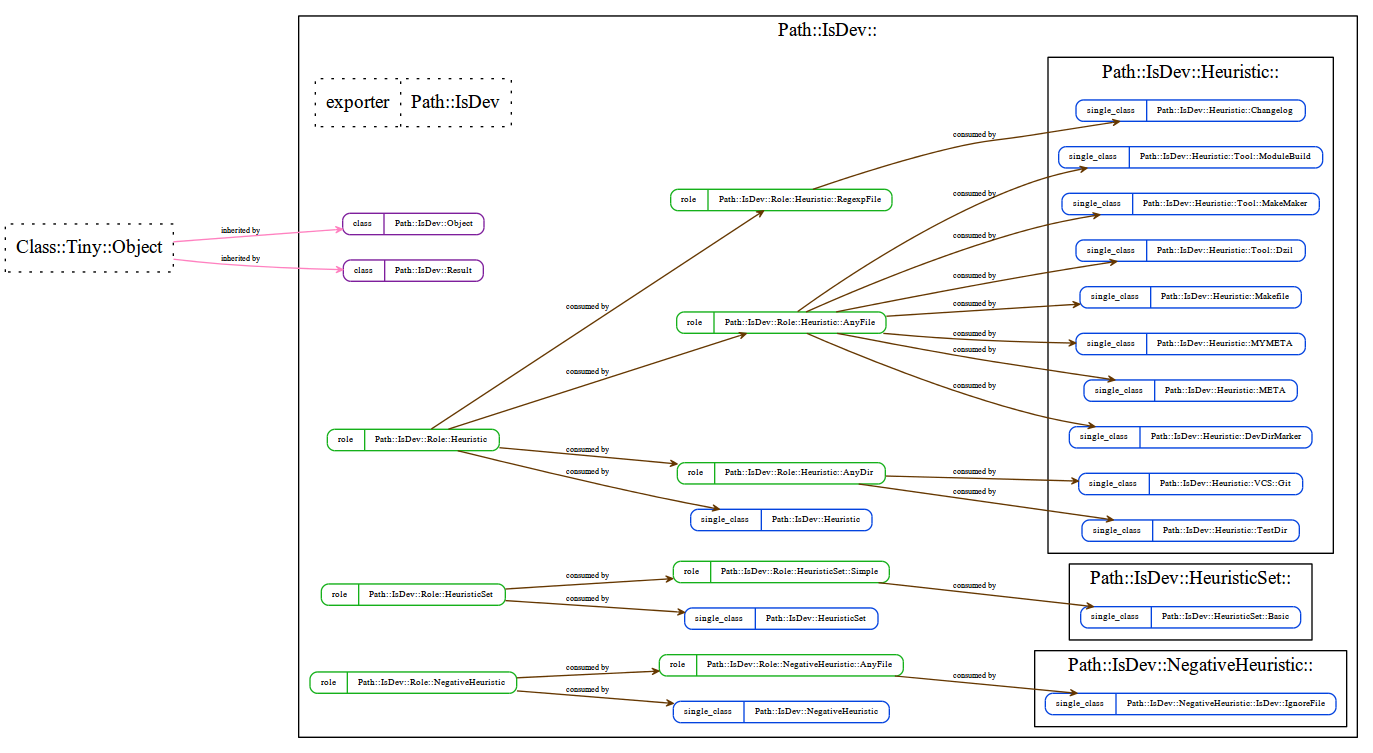 Path::IsDev::
Path::IsDev::Heuristic::
exporter Path::IsDev
single_class Path::IsDev::Heuristic::Changelog
consumed by
single_class Path::IsDev::Heuristic::Tool::ModuleBuild
role Path::IsDev::Role::Heuristic::RegexpFile
consumed by
single_class Path::IsDev::Heuristic::Tool::MakeMaker
class Path::IsDev::Object
inherited by
consumed by
Class::Tiny::Object
single_class Path::IsDev::Heuristic::Tool::Dzil
inherited by
class Path::IsDev::Result
consumed by
single_class Path::IsDev::Heuristic::Makefile
consumed by
consumed by
role Path::IsDev::Role::Heuristic::AnyFile
consumed by
single_class Path::IsDev::Heuristic::MYMETA
consumed by
consumed by
consumed by
single_class Path::IsDev::Heuristic::META
role Path::IsDev::Role::Heuristic
single_class Path::IsDev::Heuristic::DevDirMarker
consumed by
consumed by
role Path::IsDev::Role::Heuristic::AnyDir
consumed by
single_class Path::IsDev::Heuristic::VCS::Git
consumed by
single_class Path::IsDev::Heuristic
single_class Path::IsDev::Heuristic::TestDir
Path::IsDev::HeuristicSet::
consumed by
role Path::IsDev::Role::HeuristicSet::Simple
consumed by
role Path::IsDev::Role::HeuristicSet
consumed by
single_class Path::IsDev::HeuristicSet
single_class Path::IsDev::HeuristicSet::Basic
Path::IsDev::NegativeHeuristic::
consumed by
role Path::IsDev::Role::NegativeHeuristic::AnyFile
consumed by
role Path::IsDev::Role::NegativeHeuristic
consumed by
single_class Path::IsDev::NegativeHeuristic
single_class Path::IsDev::NegativeHeuristic::IsDev::IgnoreFile